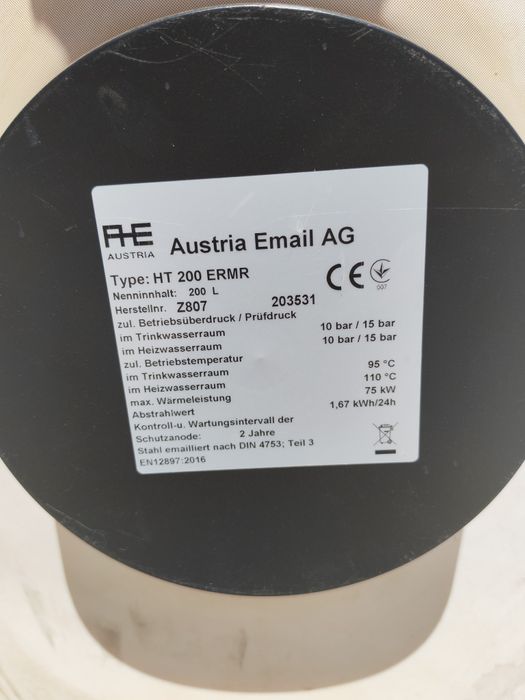 AHE
AUSTRIA
Austria Email AG
Type: HT 200 ERMR
Nenninnhalt: 200 L
Herstellnr. Z807 203531
CE
007
zul. Betriebsüberdruck / Prüfdruck
im Trinkwasserraum 10 bar / 15 bar
im Heizwasserraum 10 bar / 15 bar
zul. Betriebstemperatur
im Trinkwasserraum 95 °C
im Heizwasserraum 110 °C
max. Wärmeleistung 75 kW
Abstrahlwert 1,67 kWh/24h
Kontroll-u. Wartungsintervall der
Schutzanode: 2 Jahre
Stahl emailliert nach DIN 4753; Teil 3
EN12897:2016